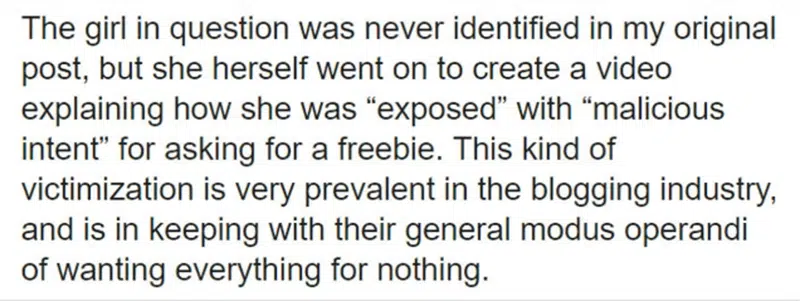 The girl in question was never identified in my original
post, but she herself went on to create a video
explaining how she was “exposed” with “malicious
intent” for asking for a freebie. This kind of
victimization is very prevalent in the blogging industry,
and is in keeping with their general modus operandi
of wanting everything for nothing.